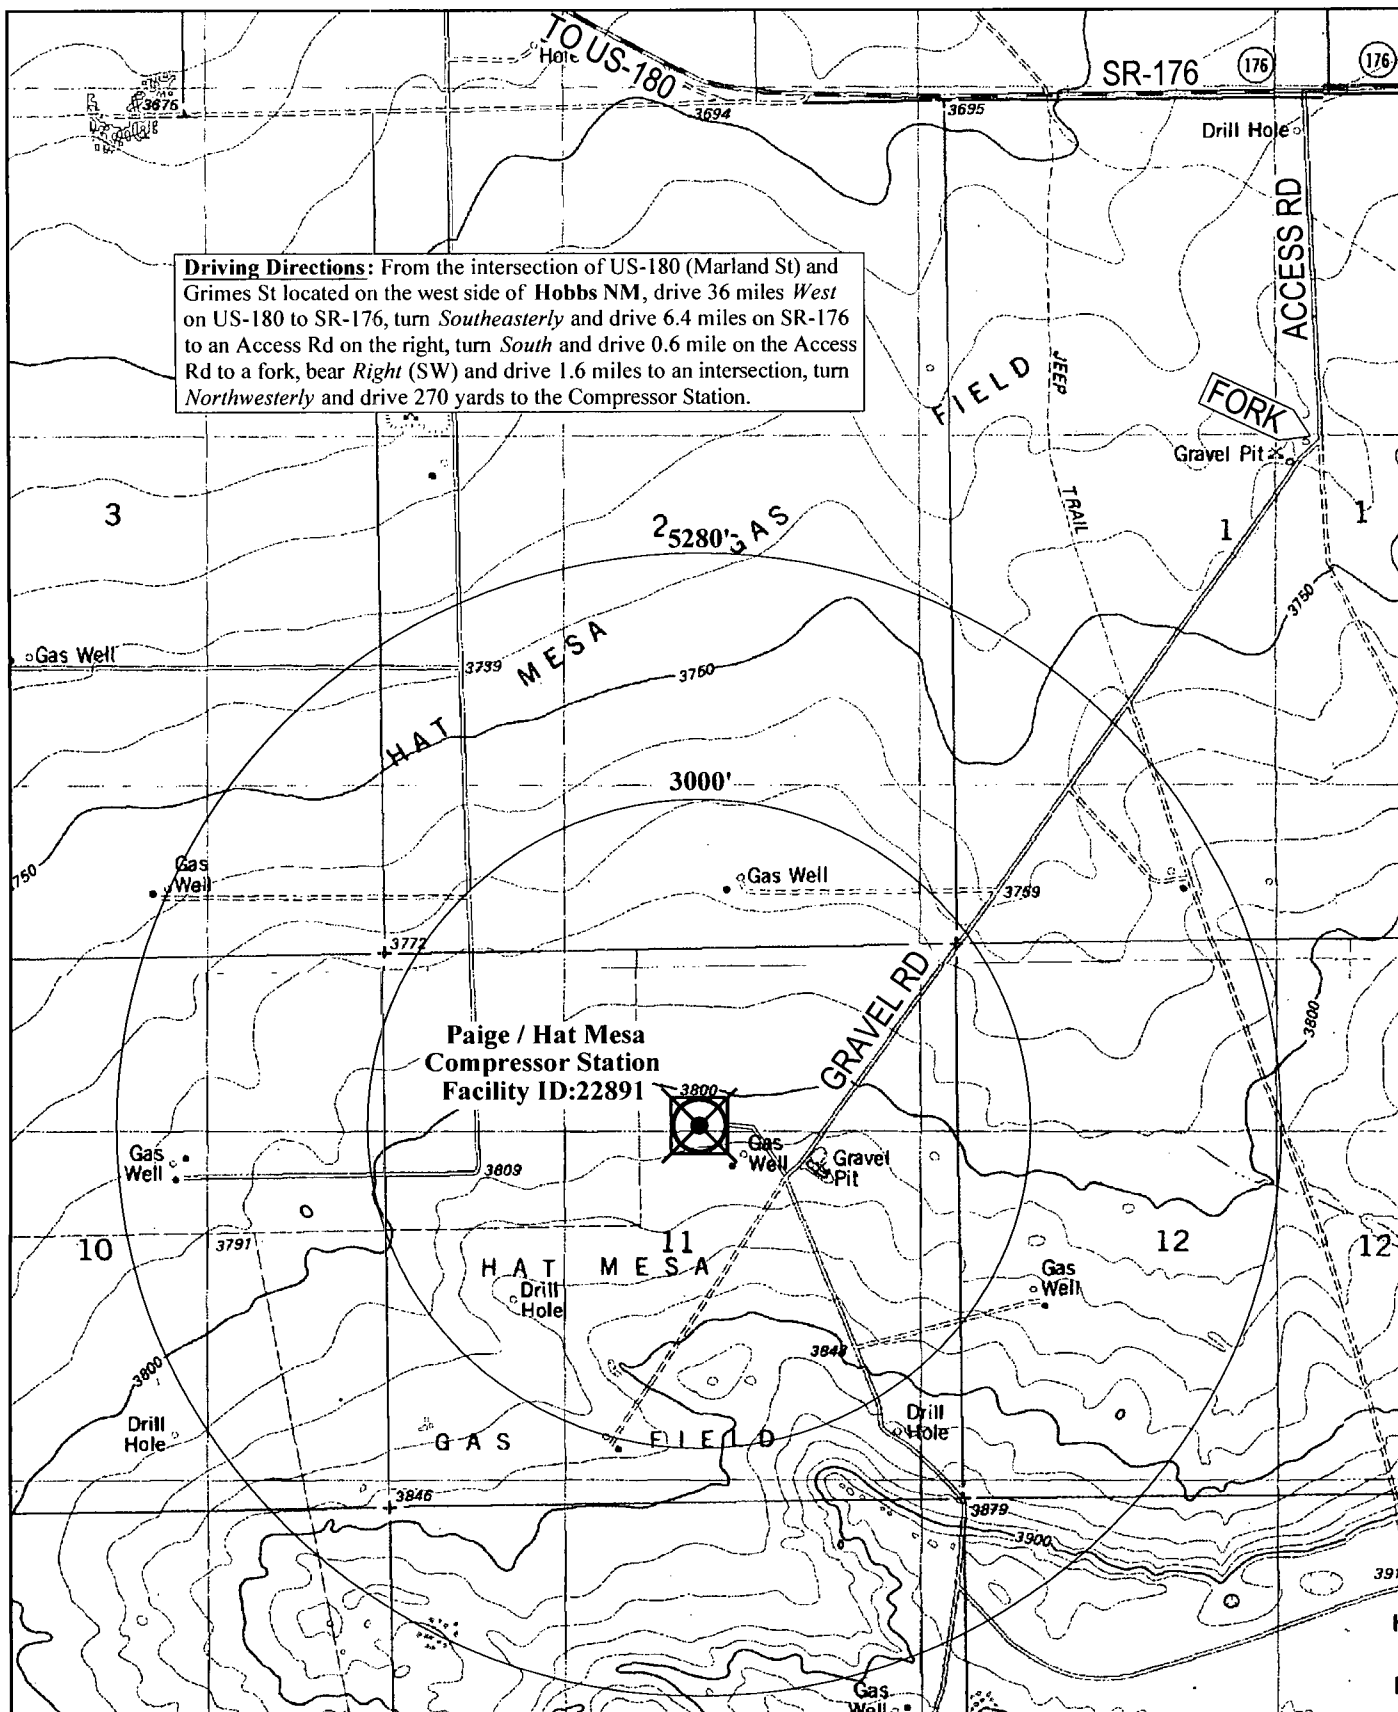 TO US-180
Hole
SR-176
176
176
3676
3694
3695
Drill Hole
ACCESS RD
Driving Directions: From the intersection of US-180 (Marland St) and
Grimes St located on the west side of Hobbs NM, drive 36 miles West
on US-180 to SR-176, turn Southeasterly and drive 6.4 miles on SR-176
to an Access Rd on the right, turn South and drive 0.6 mile on the Access
Rd to a fork, bear Right (SW) and drive 1.6 miles to an intersection, turn
Northwesterly and drive 270 yards to the Compressor Station.
FIELD
JEEP
FORK
Gravel Pit
TRAIL
3
2
5280'
GAS
1
1
3750
Gas Well
3739
MESA
3750
HAT
3000'
3750
Gas
Well
Gas Well
3759
3772
GRAVEL RD
3800
Paige / Hat Mesa
Compressor Station
Facility ID:22891
3800
Gas
Well
3809
Gas
Well
Gravel
Pit
10
3791
11
12
12
HAT MESA
Drill
Hole
Gas
Well
3800
3848
Drill
Hole
GAS FIELD
Drill
Hole
3846
3879
3900
Gas
Well